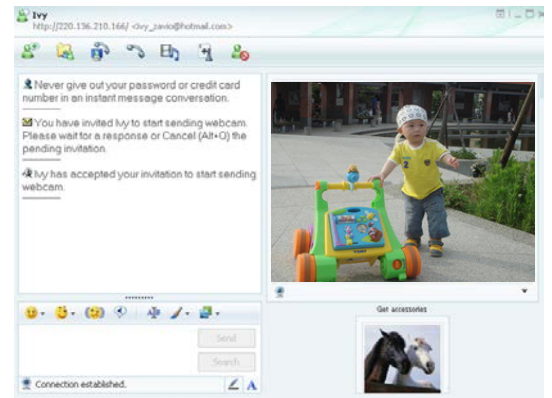 Ivy
http://220.136.210.166/ <ivy_zavio@hotmail.com>
Never give out your password or credit card
number in an instant message conversation.
You have invited Ivy to start sending webcam.
Please wait for a response or Cancel (Alt+Q) the
pending invitation.
Ivy has accepted your invitation to start sending
webcam.
Get accessories
Send
Search
Connection established.
A